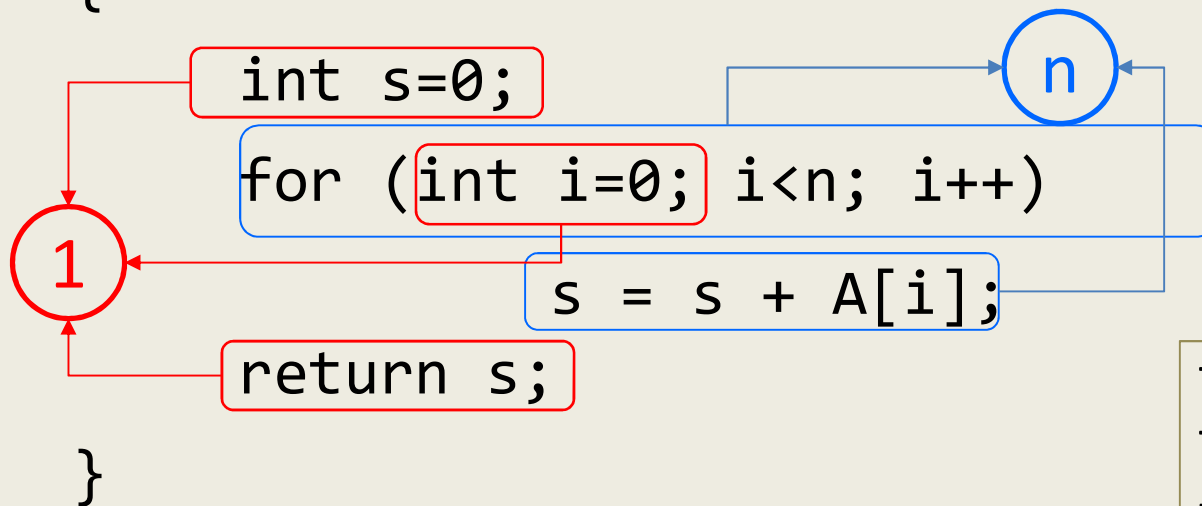 {
int s=0;
n
for (int i=0; i<n; i++)
1
s = s + A[i];
return s;
}